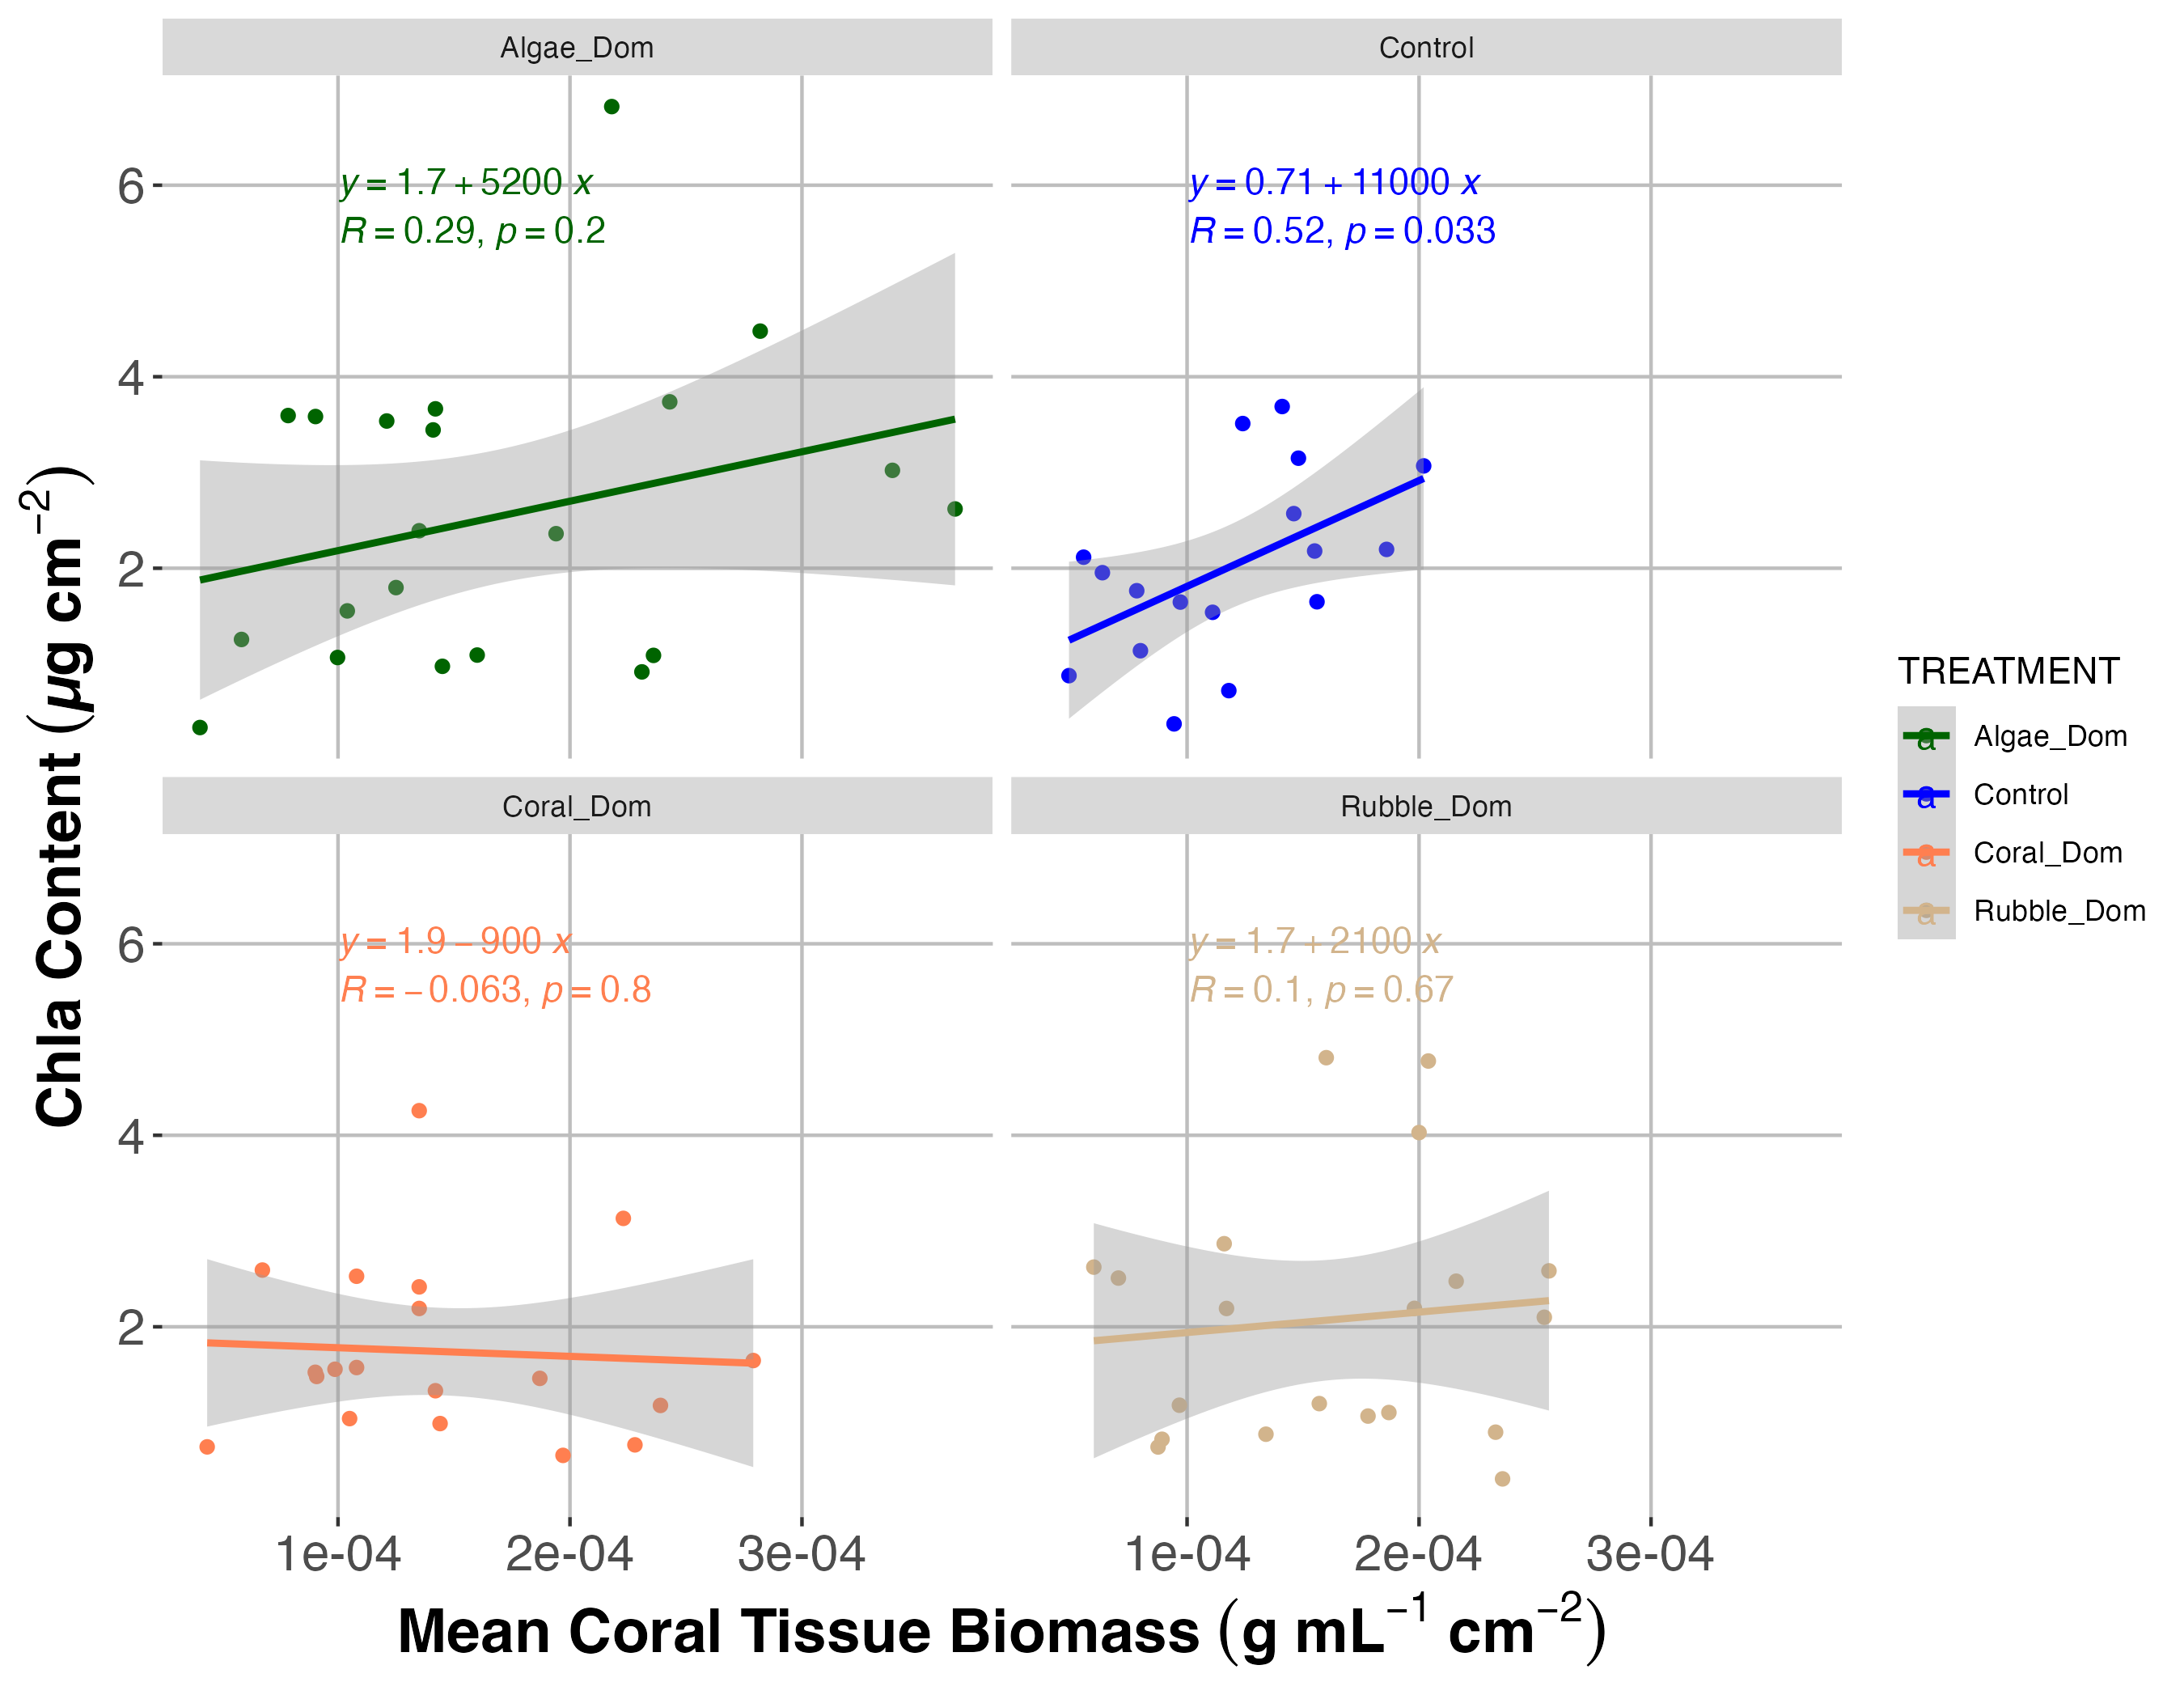 Algae_Dom
Control
6
4
2
y = 1.7 + 5200 x
R = 0.29, p = 0.2
y = 0.71 + 11000 x
R = 0.52, p = 0.033
Chla Content (μg cm⁻²)
Coral_Dom
Rubble_Dom
6
4
2
y = 1.9 − 900 x
R = − 0.063, p = 0.8
y = 1.7 + 2100 x
R = 0.1, p = 0.67
1e-04 2e-04 3e-04
1e-04 2e-04 3e-04
Mean Coral Tissue Biomass (g mL⁻¹ cm⁻²)
TREATMENT
a Algae_Dom
a Control
a Coral_Dom
a Rubble_Dom